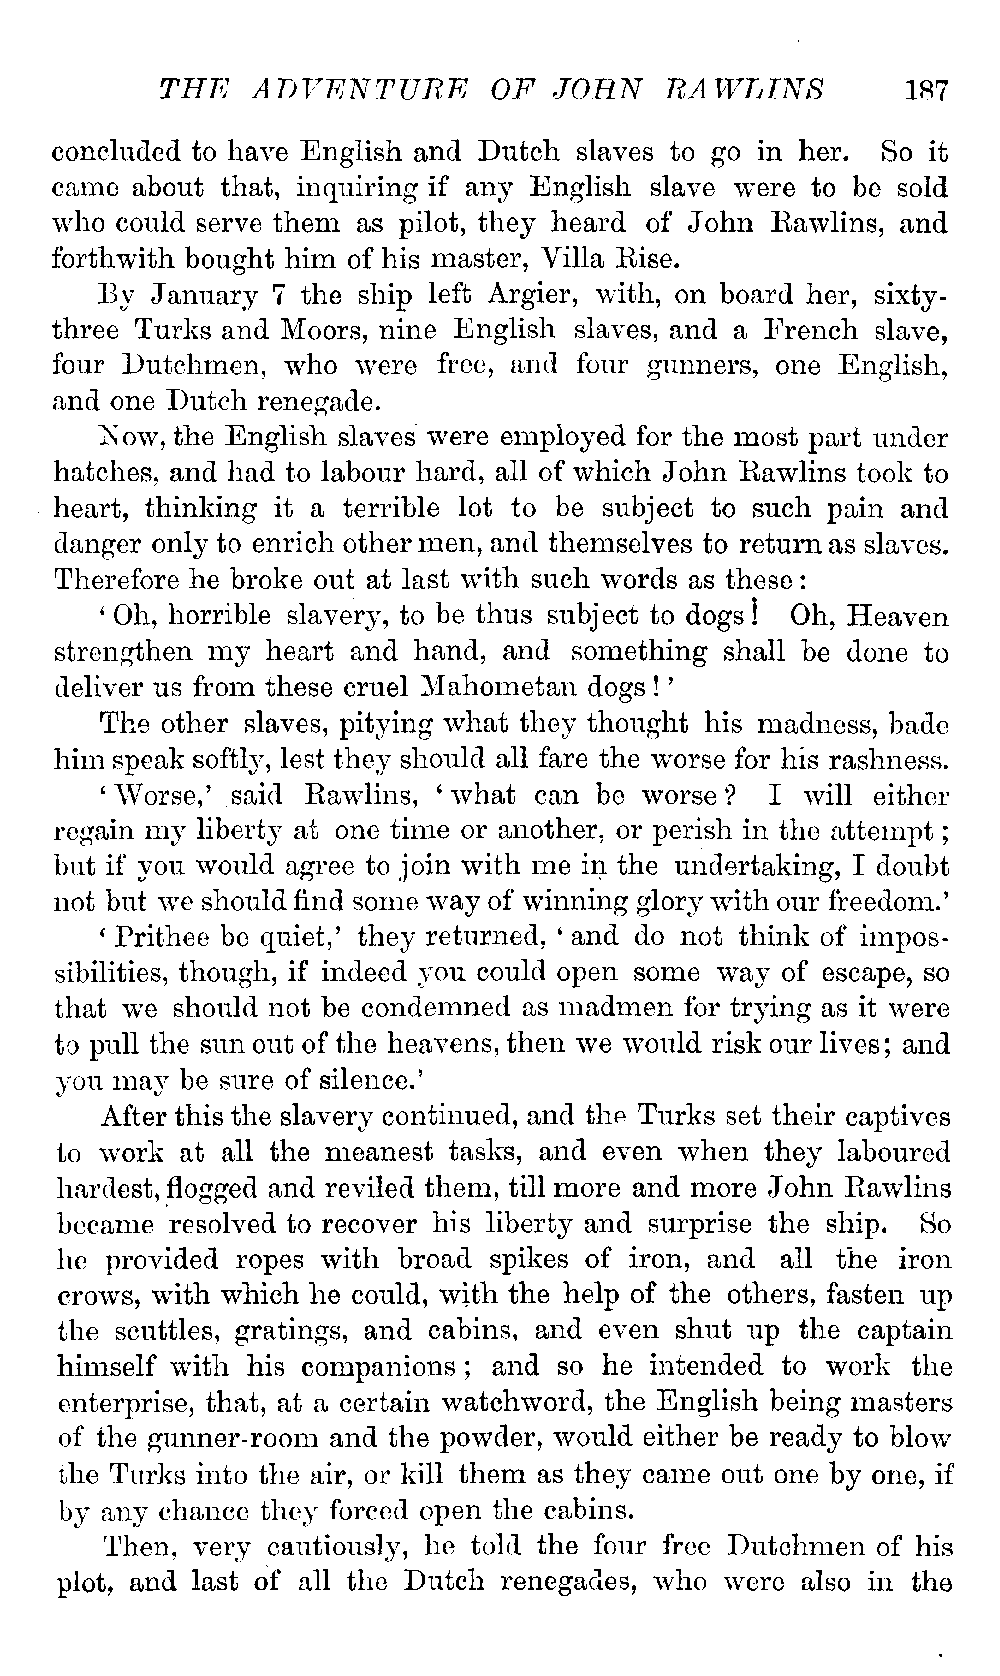 THE ADVENTURE OF JOHN RAWLINS 187
concluded to have English and Dutch slaves to go in her. So it
came about that, inquiring if any English slave were to be sold
who could serve them as pilot, they heard of John Rawlins, and
forthwith bought him of his master, Villa Rise.
By January 7 the ship left Argier, with, on board her, sixty-
three Turks and Moors, nine English slaves, and a French slave,
four Dutchmen, who were free, and four gunners, one English,
and one Dutch renegade.
Now, the English slaves were employed for the most part under
hatches, and had to labour hard, all of which John Rawlins took to
heart, thinking it a terrible lot to be subject to such pain and
danger only to enrich other men, and themselves to return as slaves.
Therefore he broke out at last with such words as these:
‘Oh, horrible slavery, to be thus subject to dogs! Oh, Heaven
strengthen my heart and hand, and something shall be done to
deliver us from these cruel Mahometan dogs!’
The other slaves, pitying what they thought his madness, bade
him speak softly, lest they should all fare the worse for his rashness.
‘Worse,’ said Rawlins, ‘what can be worse? I will either
regain my liberty at one time or another, or perish in the attempt;
but if you would agree to join with me in the undertaking, I doubt
not but we should find some way of winning glory with our freedom.’
‘Prithee be quiet,’ they returned, ‘and do not think of impos-
sibilities, though, if indeed you could open some way of escape, so
that we should not be condemned as madmen for trying as it were
to pull the sun out of the heavens, then we would risk our lives; and
you may be sure of silence.’
After this the slavery continued, and the Turks set their captives
to work at all the meanest tasks, and even when they laboured
hardest, flogged and reviled them, till more and more John Rawlins
became resolved to recover his liberty and surprise the ship. So
he provided ropes with broad spikes of iron, and all the iron
crows, with which he could, with the help of the others, fasten up
the scuttles, gratings, and cabins, and even shut up the captain
himself with his companions; and so he intended to work the
enterprise, that, at a certain watchword, the English being masters
of the gunner-room and the powder, would either be ready to blow
the Turks into the air, or kill them as they came out one by one, if
by any chance they forced open the cabins.
Then, very cautiously, he told the four free Dutchmen of his
plot, and last of all the Dutch renegades, who were also in the